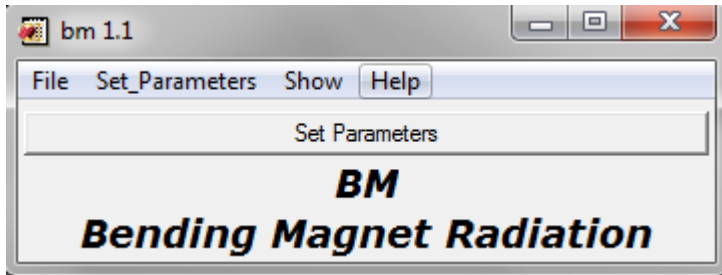 bm 1.1
File Set_Parameters Show Help
Set Parameters
BM
Bending Magnet Radiation